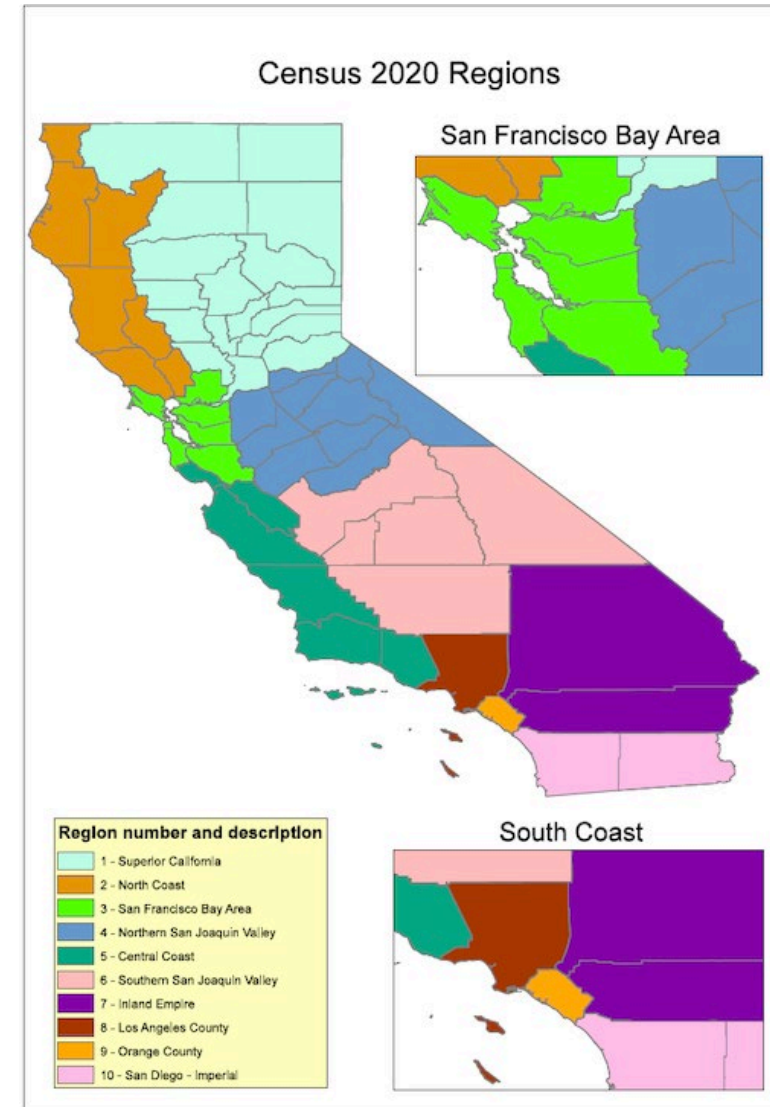 Census 2020 Regions
San Francisco Bay Area
Region number and description
1 - Superior California
2 - North Coast
3 - San Francisco Bay Area
4 - Northern San Joaquin Valley
5 - Central Coast
6 - Southern San Joaquin Valley
7 - Inland Empire
8 - Los Angeles County
9 - Orange County
10 - San Diego - Imperial
South Coast